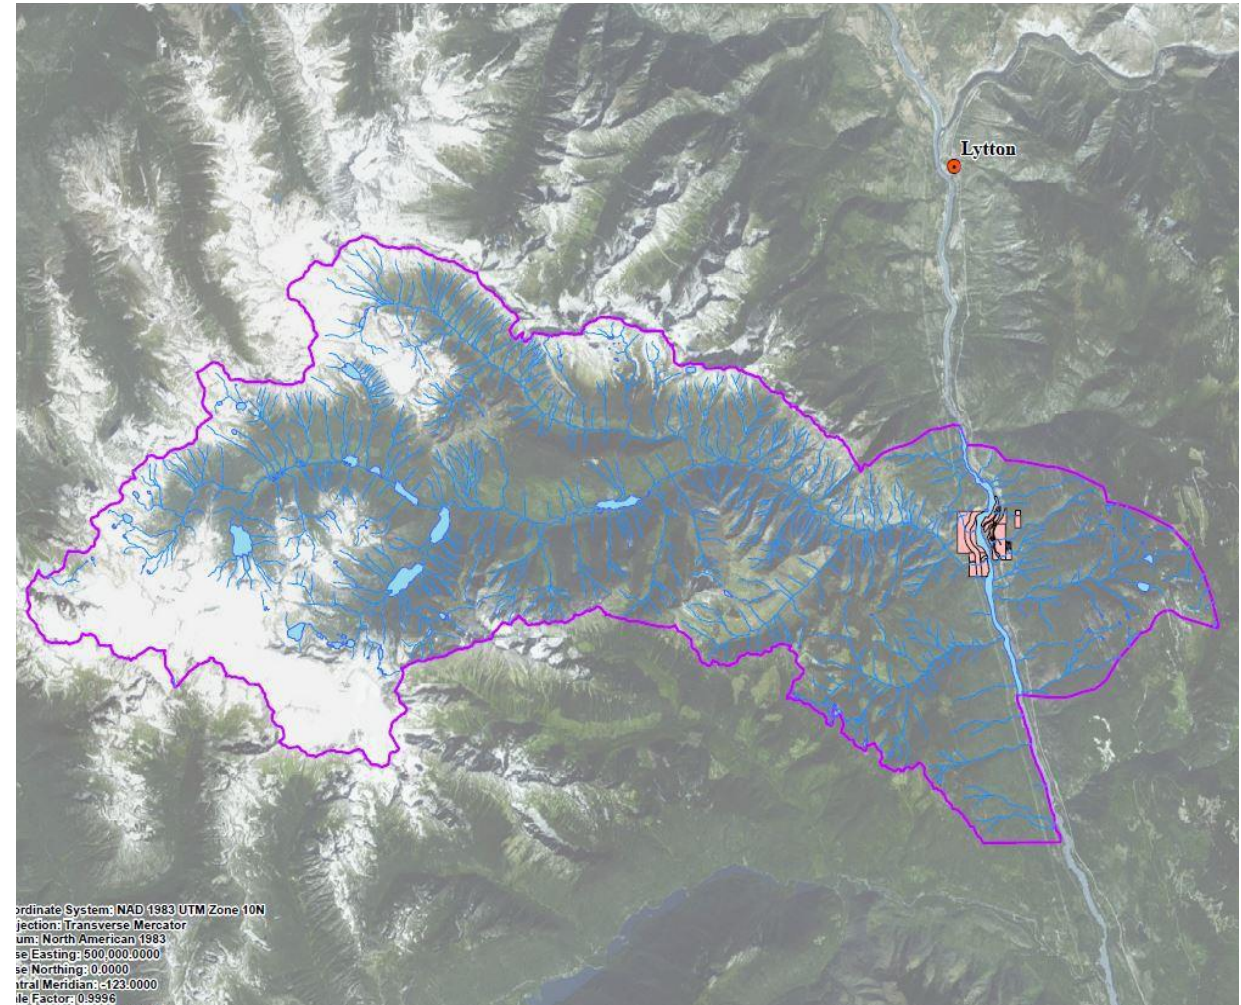 Lytton
ordinate System: NAD 1983 UTM Zone 10N
jection: Transverse Mercator
um: North American 1983
se Easting: 500,000.0000
se Northing: 0.0000
ntral Meridian: -123.0000
le Factor: 0.9996